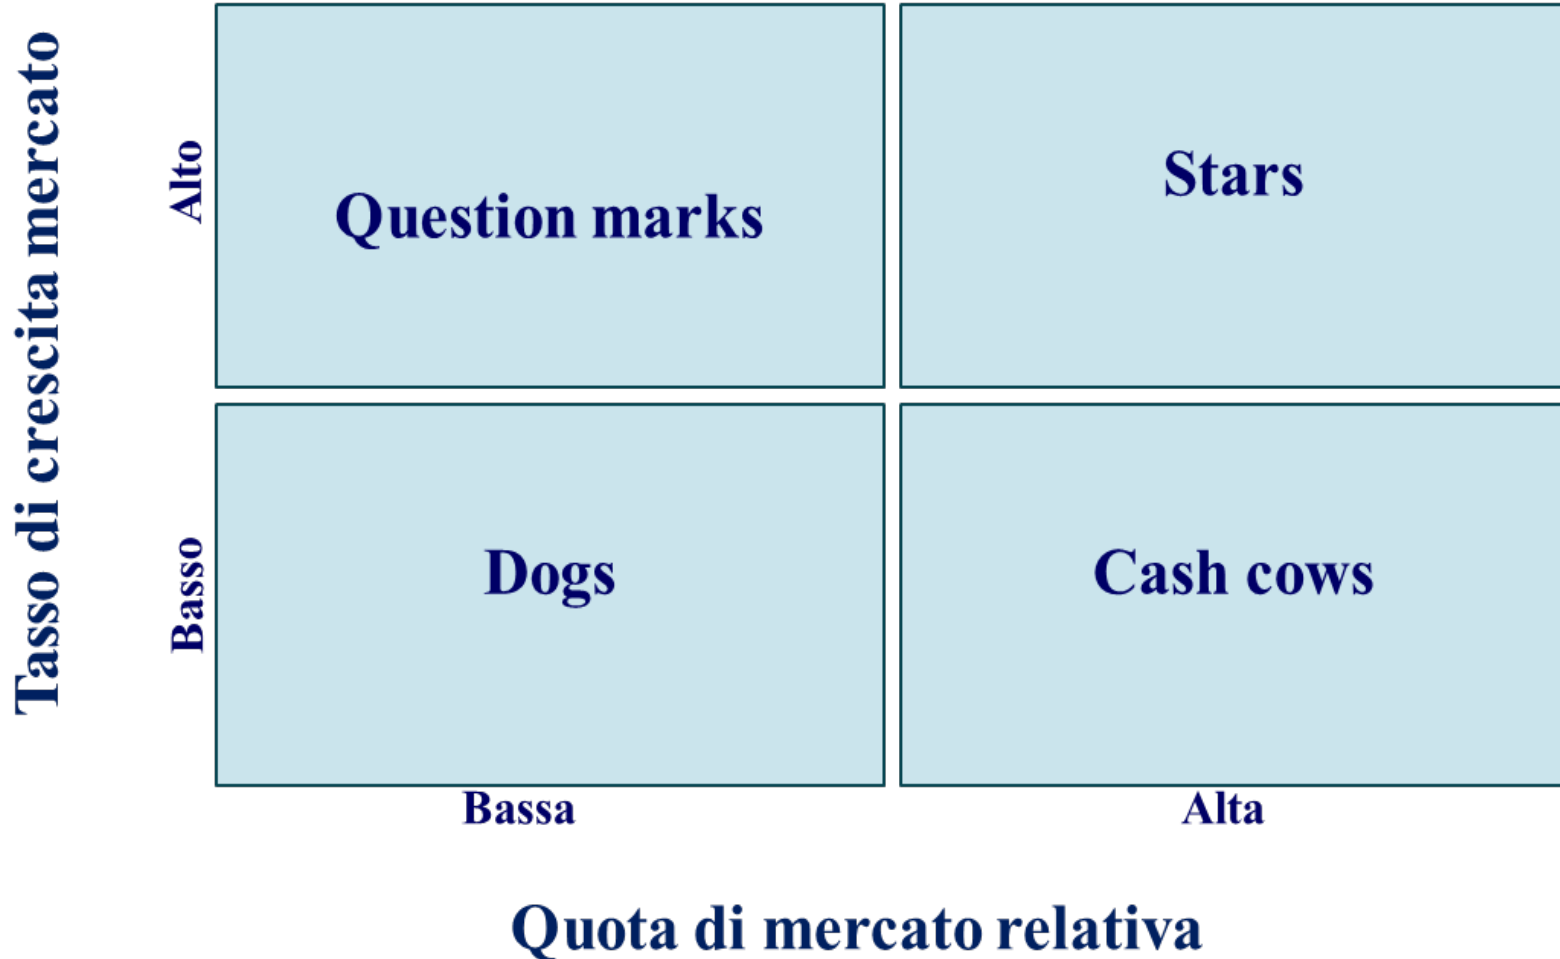 Tasso di crescita mercato
Alto
Question marks
Stars
Basso
Dogs
Cash cows
Bassa
Alta
Quota di mercato relativa